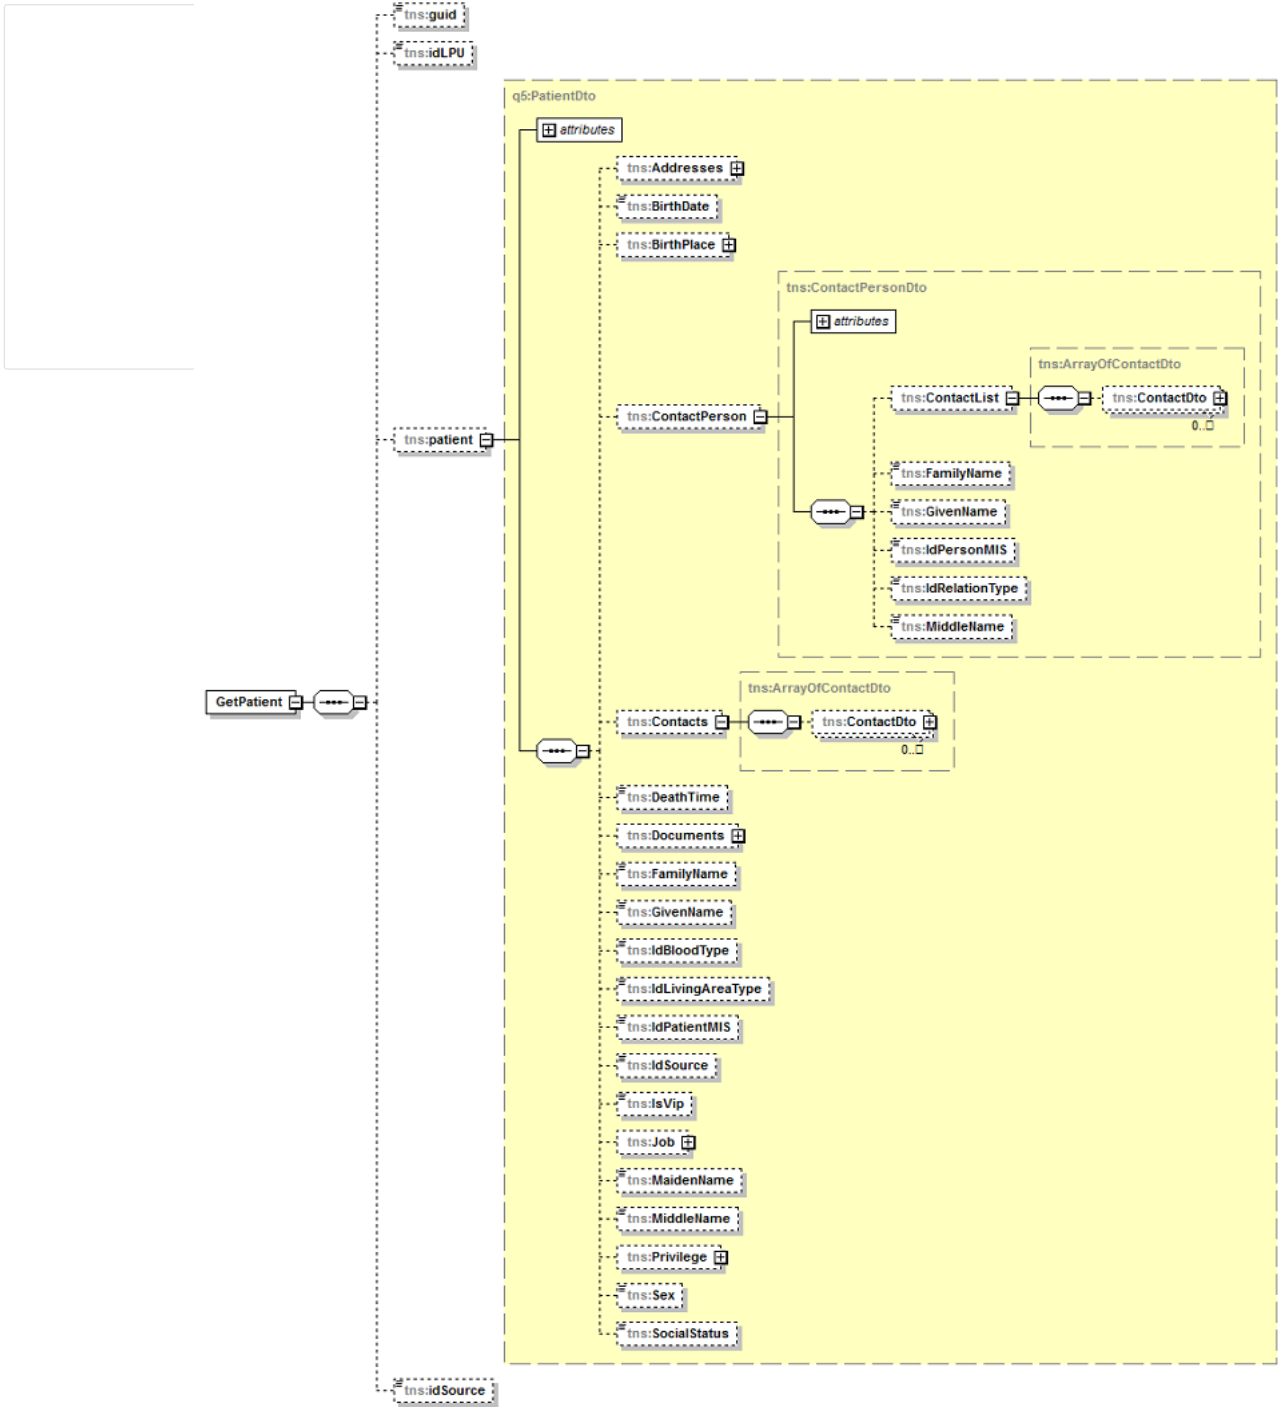 tns:guid
tns:idLPU
q5:PatientDto
attributes
tns:Addresses
tns:BirthDate
tns:BirthPlace
tns:ContactPersonDto
attributes
tns:ArrayOfContactDto
tns:ContactList
tns:ContactDto
0..□
tns:ContactPerson
tns:patient
tns:FamilyName
tns:GivenName
tns:IdPersonMIS
tns:IdRelationType
tns:MiddleName
GetPatient
tns:ArrayOfContactDto
tns:Contacts
tns:ContactDto
0..□
tns:DeathTime
tns:Documents
tns:FamilyName
tns:GivenName
tns:IdBloodType
tns:IdLivingAreaType
tns:IdPatientMIS
tns:IdSource
tns:IsVip
tns:Job
tns:MaidenName
tns:MiddleName
tns:Privilege
tns:Sex
tns:SocialStatus
tns:idSource